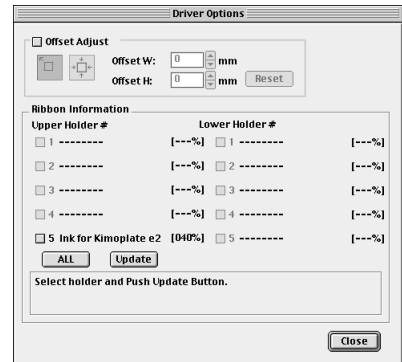 Driver Options
Offset Adjust
Offset W: 0 mm
Offset H: 0 mm Reset
Ribbon Information
Upper Holder # Lower Holder #
1 -------- [---%] 1 -------- [---%]
2 -------- [---%] 2 -------- [---%]
3 -------- [---%] 3 -------- [---%]
4 -------- [---%] 4 -------- [---%]
5 Ink for Kimoplate e2 [040%] 5 -------- [---%]
ALL Update
Select holder and Push Update Button.
Close